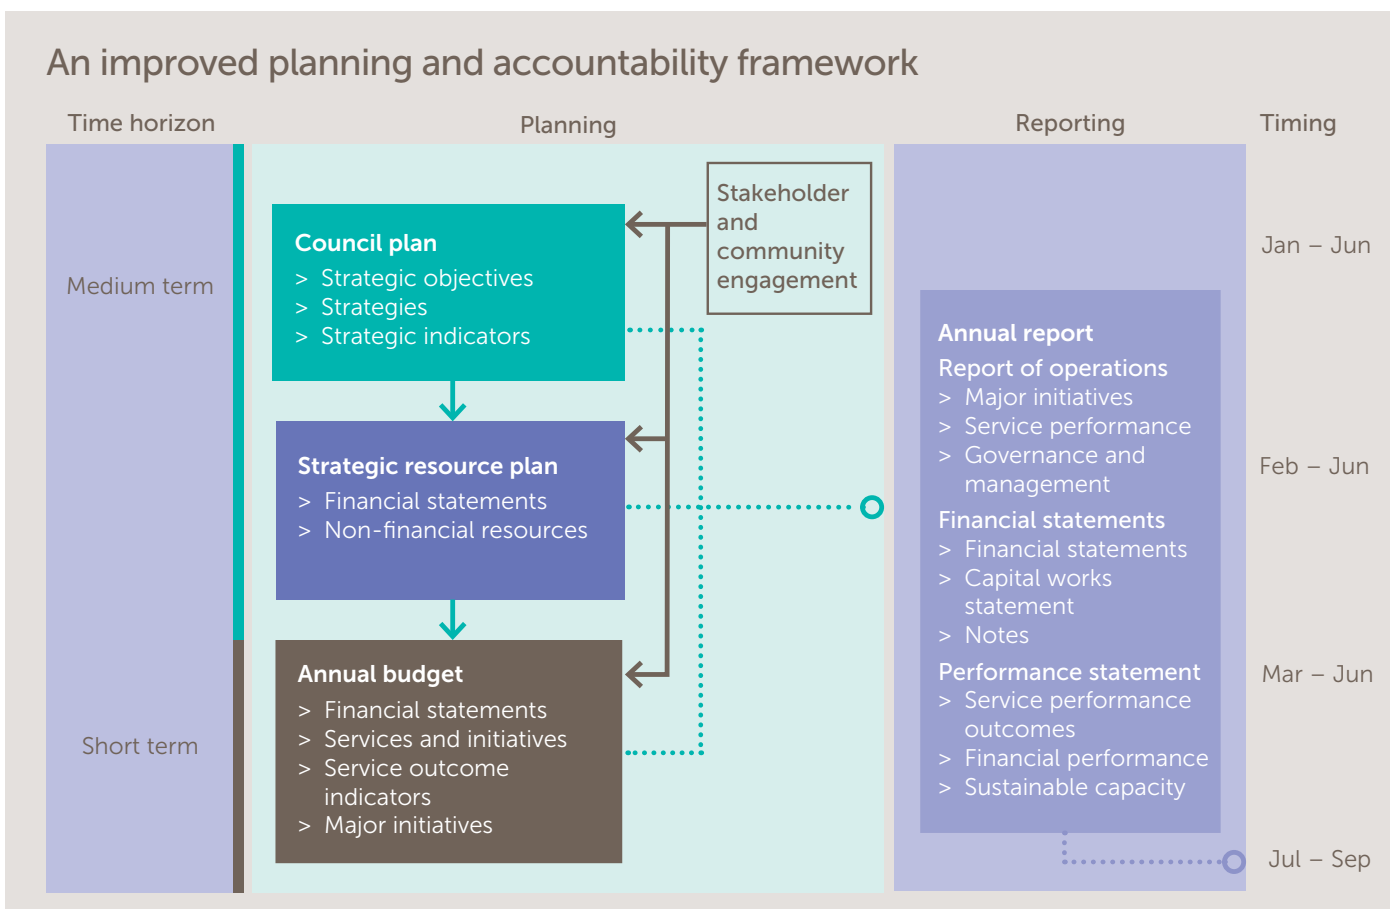 An improved planning and accountability framework
Time horizon
Planning
Reporting
Timing
Medium term
Short term
Council plan
> Strategic objectives
> Strategies
> Strategic indicators
Stakeholder
and
community
engagement
Strategic resource plan
> Financial statements
> Non-financial resources
Annual budget
> Financial statements
> Services and initiatives
> Service outcome
indicators
> Major initiatives
Annual report
Report of operations
> Major initiatives
> Service performance
> Governance and
management
Financial statements
> Financial statements
> Capital works
statement
> Notes
Performance statement
> Service performance
outcomes
> Financial performance
> Sustainable capacity
Jan – Jun
Feb – Jun
Mar – Jun
Jul – Sep